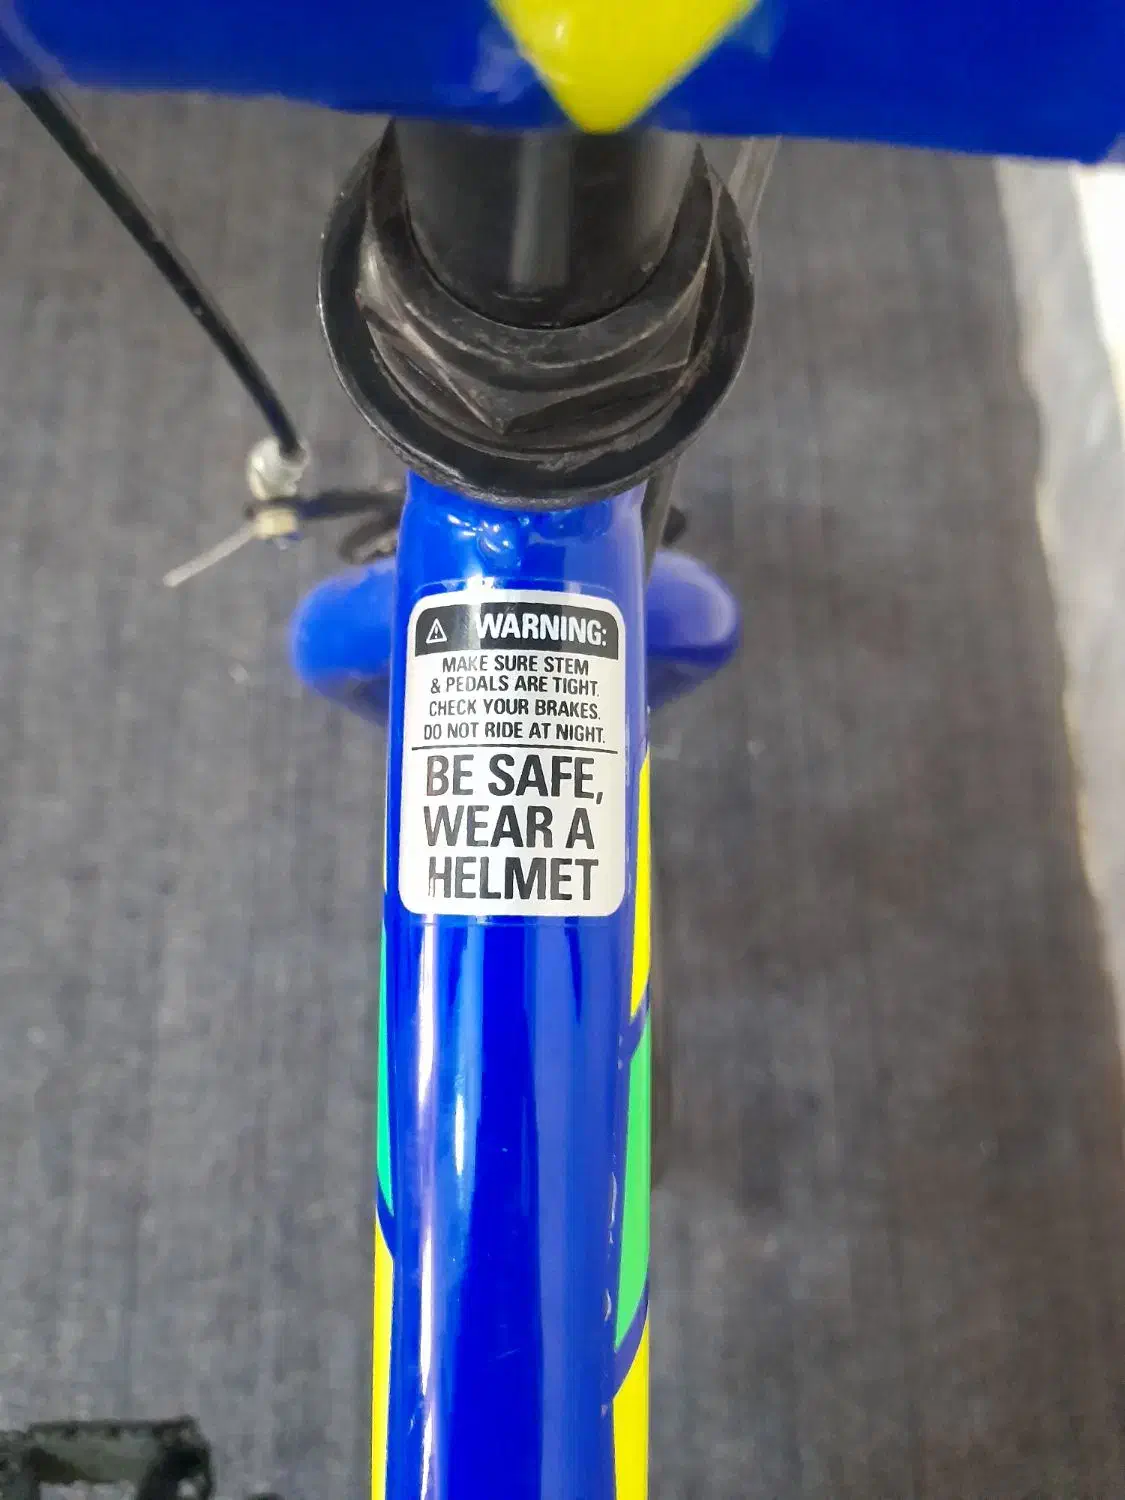 WARNING:
MAKE SURE STEM
& PEDALS ARE TIGHT.
CHECK YOUR BRAKES.
DO NOT RIDE AT NIGHT.
BE SAFE,
WEAR A
HELMET